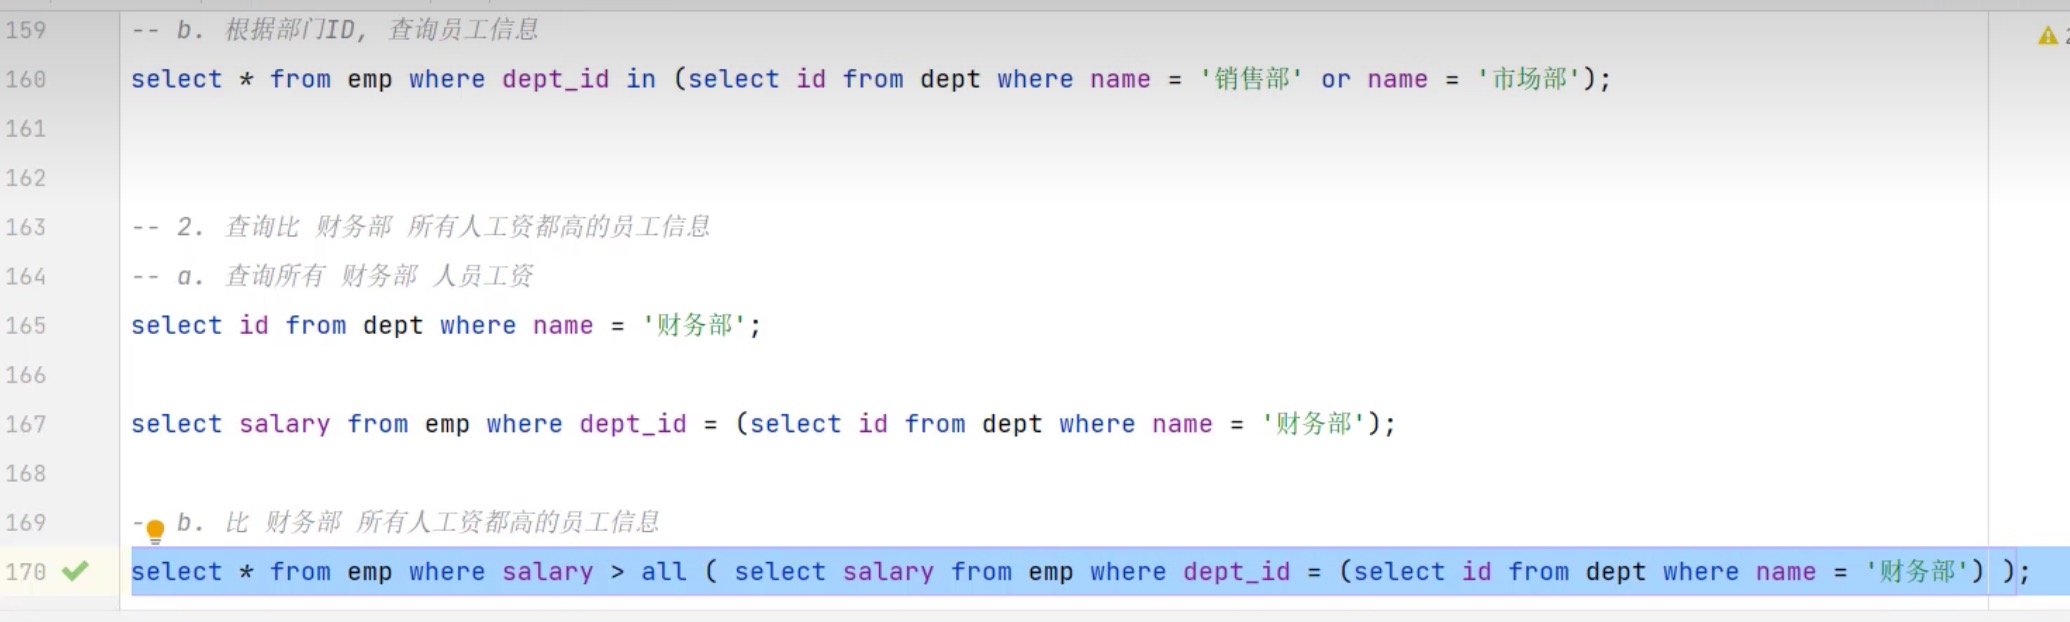 159 -- b. 根据部门ID, 查询员工信息
160 select * from emp where dept_id in (select id from dept where name = '销售部' or name = '市场部');
161
162
163 -- 2. 查询比 财务部 所有人工资都高的员工信息
164 -- a. 查询所有 财务部 人员工资
165 select id from dept where name = '财务部';
166
167 select salary from emp where dept_id = (select id from dept where name = '财务部');
168
169 - b. 比 财务部 所有人工资都高的员工信息
170 select * from emp where salary > all ( select salary from emp where dept_id = (select id from dept where name = '财务部') );